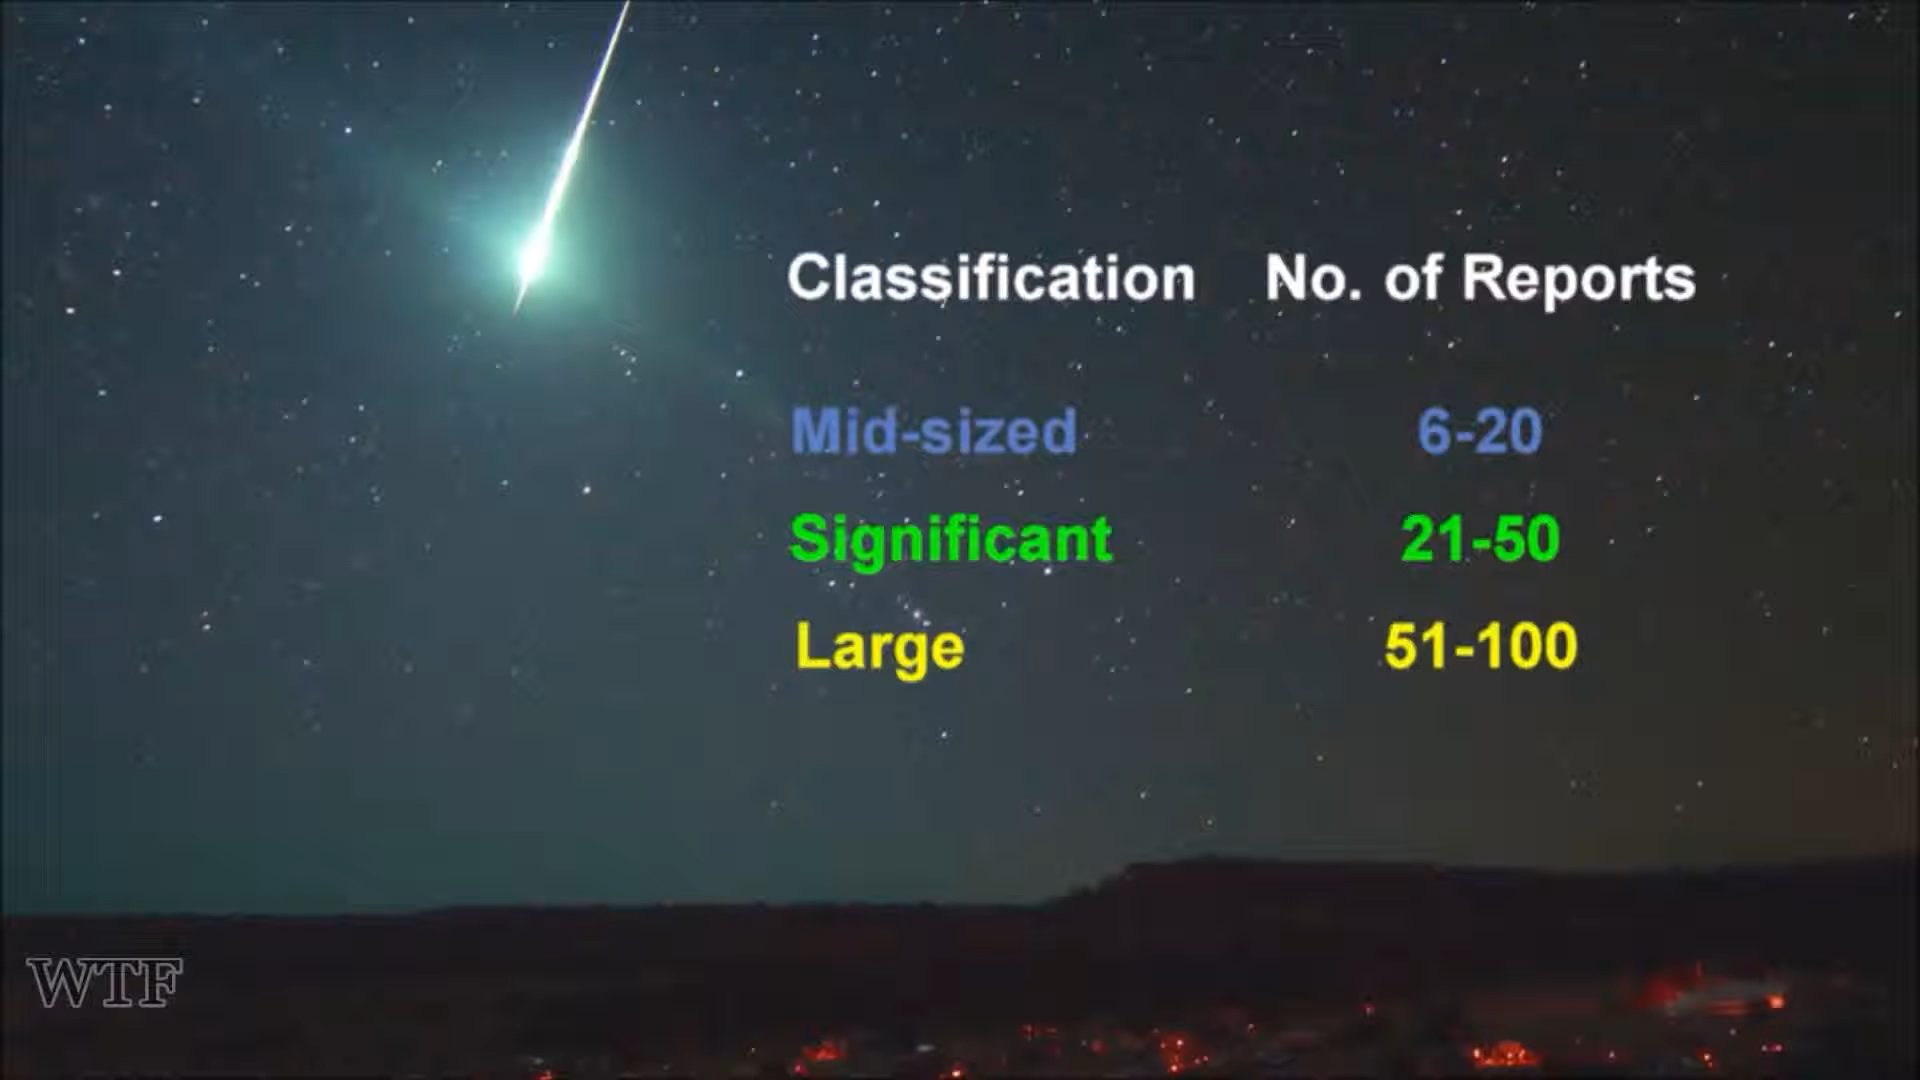 Classification No. of Reports
Mid-sized 6-20
Significant 21-50
Large 51-100
WTF